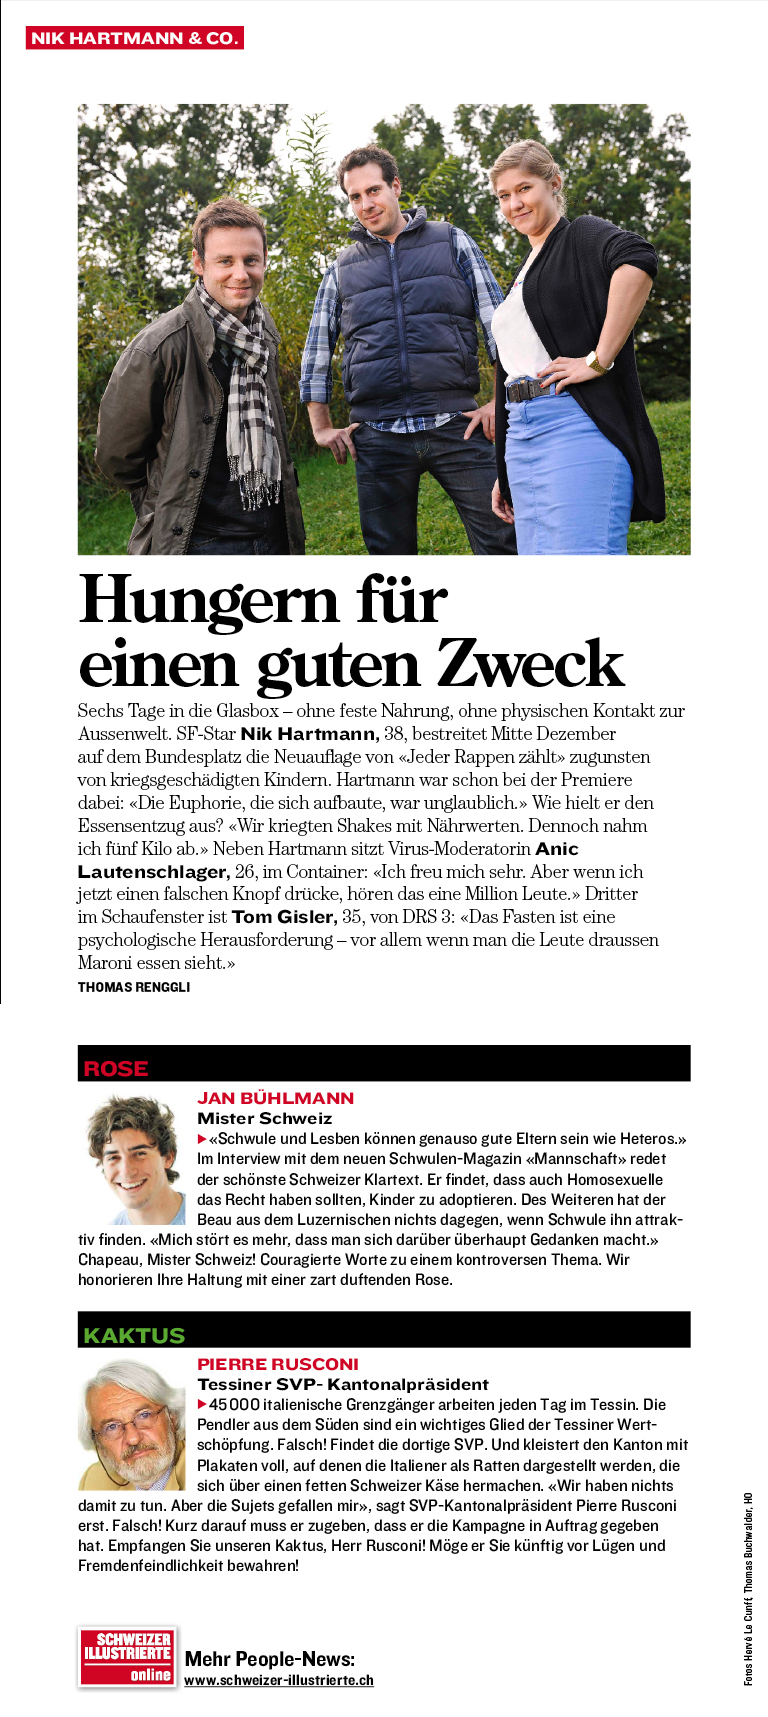 NIK HARTMANN & CO.
Hungern für
einen guten Zweck
Sechs Tage in die Glasbox – ohne feste Nahrung, ohne physischen Kontakt zur
Aussenwelt. SF-Star Nik Hartmann, 38, bestreitet Mitte Dezember
auf dem Bundesplatz die Neuauflage von «Jeder Rappen zählt» zugunsten
von kriegsgeschädigten Kindern. Hartmann war schon bei der Premiere
dabei: «Die Euphorie, die sich aufbaute, war unglaublich.» Wie hielt er den
Essensentzug aus? «Wir kriegten Shakes mit Nährwerten. Dennoch nahm
ich fünf Kilo ab.» Neben Hartmann sitzt Virus-Moderatorin Anic
Lautenschlager, 26, im Container: «Ich freu mich sehr. Aber wenn ich
jetzt einen falschen Knopf drücke, hören das eine Million Leute.» Dritter
im Schaufenster ist Tom Gisler, 35, von DRS 3: «Das Fasten ist eine
psychologische Herausforderung – vor allem wenn man die Leute draussen
Maroni essen sieht.»
THOMAS RENGGLI
ROSE
JAN BÜHLMANN
Mister Schweiz
«Schwule und Lesben können genauso gute Eltern sein wie Heteros.»
Im Interview mit dem neuen Schwulen-Magazin «Mannschaft» redet
der schönste Schweizer Klartext. Er findet, dass auch Homosexuelle
das Recht haben sollten, Kinder zu adoptieren. Des Weiteren hat der
Beau aus dem Luzernischen nichts dagegen, wenn Schwule ihn attrak-
tiv finden. «Mich stört es mehr, dass man sich darüber überhaupt Gedanken macht.»
Chapeau, Mister Schweiz! Couragierte Worte zu einem kontroversen Thema. Wir
honorieren Ihre Haltung mit einer zart duftenden Rose.
KAKTUS
PIERRE RUSCONI
Tessiner SVP- Kantonalpräsident
45 000 italienische Grenzgänger arbeiten jeden Tag im Tessin. Die
Pendler aus dem Süden sind ein wichtiges Glied der Tessiner Wert-
schöpfung. Falsch! Findet die dortige SVP. Und kleistert den Kanton mit
Plakaten voll, auf denen die Italiener als Ratten dargestellt werden, die
sich über einen fetten Schweizer Käse hermachen. «Wir haben nichts
damit zu tun. Aber die Sujets gefallen mir», sagt SVP-Kantonalpräsident Pierre Rusconi
erst. Falsch! Kurz darauf muss er zugeben, dass er die Kampagne in Auftrag gegeben
hat. Empfangen Sie unseren Kaktus, Herr Rusconi! Möge er Sie künftig vor Lügen und
Fremdenfeindlichkeit bewahren!
SCHWEIZER
ILLUSTRIERTE
online
Mehr People-News:
www.schweizer-illustrierte.ch
Fotos Hervé Le Cunff, Thomas Buchwalder, HO